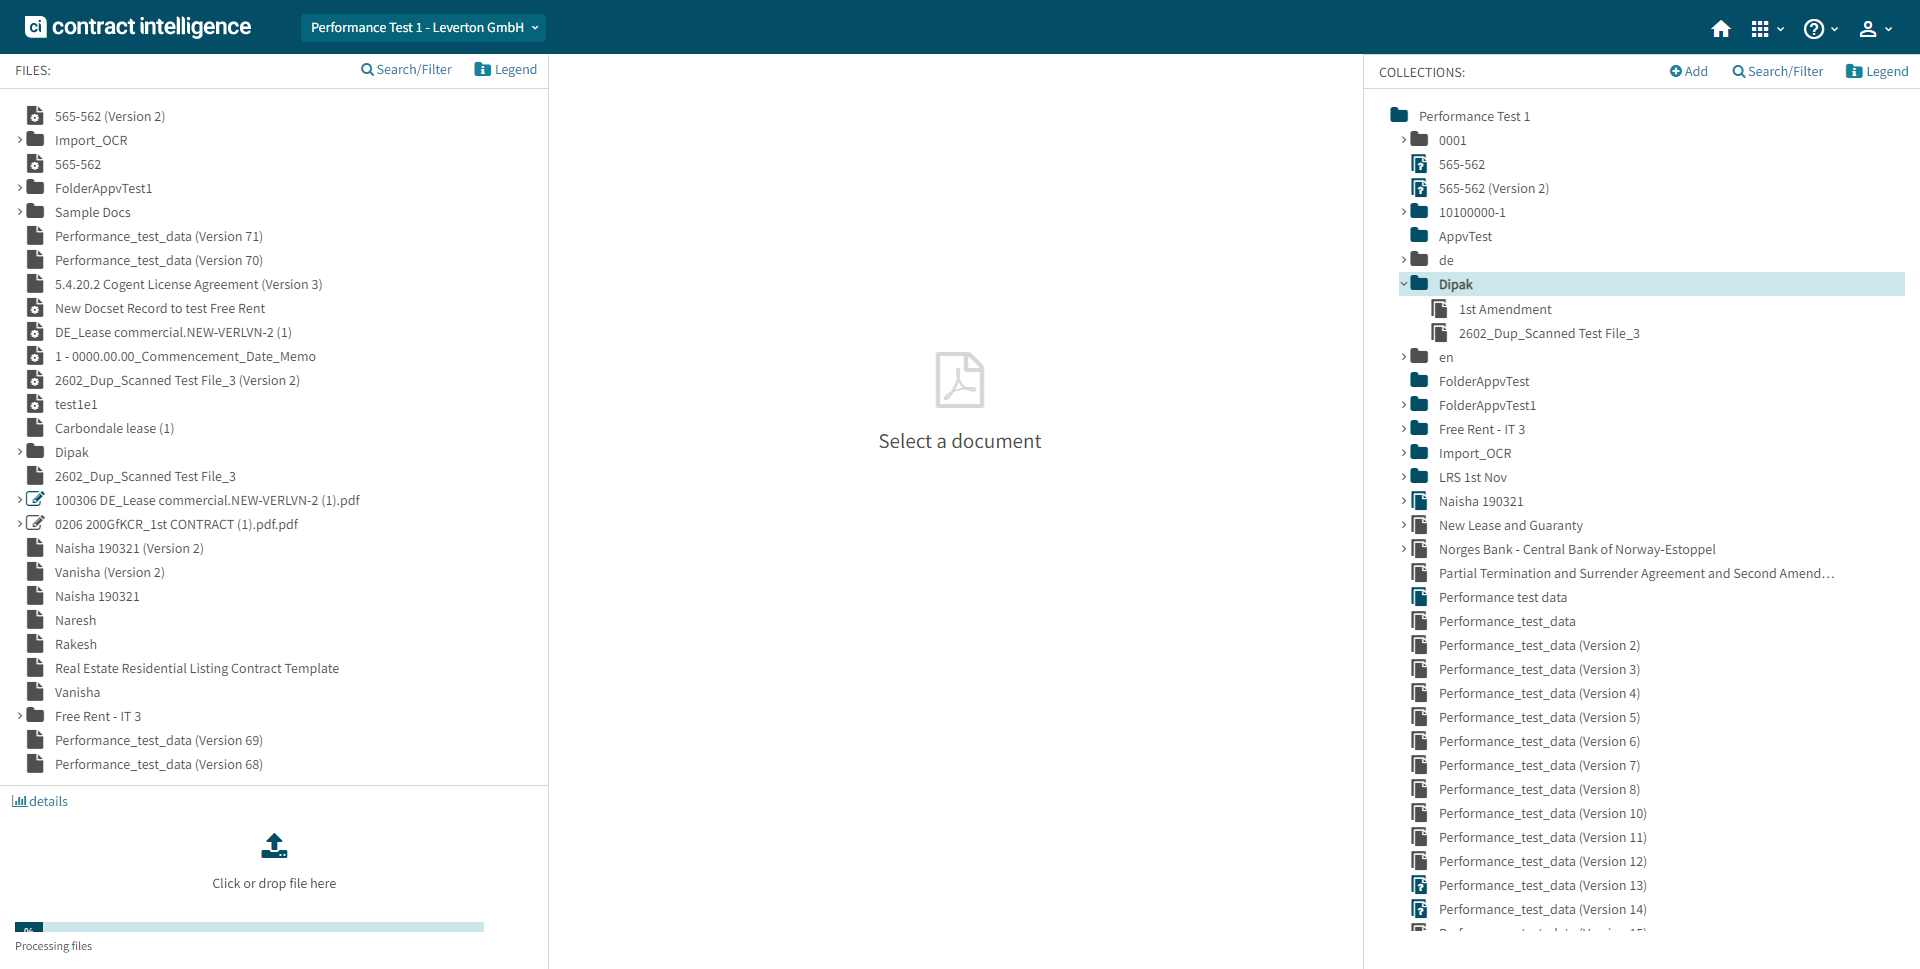 ci contract intelligence
Performance Test 1 - Leverton GmbH
FILES:
Search/Filter
Legend
565-562 (Version 2)
Import_OCR
565-562
FolderAppvTest1
Sample Docs
Performance_test_data (Version 71)
Performance_test_data (Version 70)
5.4.20.2 Cogent License Agreement (Version 3)
New Docset Record to test Free Rent
DE_Lease commercial.NEW-VERLVN-2 (1)
1 - 0000.00.00_Commencement_Date_Memo
2602_Dup_Scanned Test File_3 (Version 2)
test1e1
Carbondale lease (1)
Dipak
2602_Dup_Scanned Test File_3
100306 DE_Lease commercial.NEW-VERLVN-2 (1).pdf
0206 200GfKCR_1st CONTRACT (1).pdf.pdf
Naisha 190321 (Version 2)
Vanisha (Version 2)
Naisha 190321
Naresh
Rakesh
Real Estate Residential Listing Contract Template
Vanisha
Free Rent - IT 3
Performance_test_data (Version 69)
Performance_test_data (Version 68)
details
Click or drop file here
%
Processing files
Select a document
COLLECTIONS:
Add
Search/Filter
Legend
Performance Test 1
0001
565-562
565-562 (Version 2)
10100000-1
AppvTest
de
Dipak
1st Amendment
2602_Dup_Scanned Test File_3
en
FolderAppvTest
FolderAppvTest1
Free Rent - IT 3
Import_OCR
LRS 1st Nov
Naisha 190321
New Lease and Guaranty
Norges Bank - Central Bank of Norway-Estoppel
Partial Termination and Surrender Agreement and Second Amend...
Performance test data
Performance_test_data
Performance_test_data (Version 2)
Performance_test_data (Version 3)
Performance_test_data (Version 4)
Performance_test_data (Version 5)
Performance_test_data (Version 6)
Performance_test_data (Version 7)
Performance_test_data (Version 8)
Performance_test_data (Version 10)
Performance_test_data (Version 11)
Performance_test_data (Version 12)
Performance_test_data (Version 13)
Performance_test_data (Version 14)